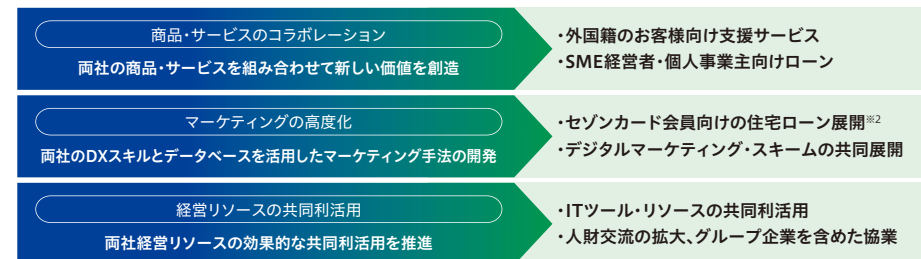 商品・サービスのコラボレーション
両社の商品・サービスを組み合わせて新しい価値を創造
・外国籍のお客様向け支援サービス
・SME経営者・個人事業主向けローン
マーケティングの高度化
両社のDXスキルとデータベースを活用したマーケティング手法の開発
・セゾンカード会員向けの住宅ローン展開※2
・デジタルマーケティング・スキームの共同展開
経営リソースの共同利活用
両社経営リソースの効果的な共同利活用を推進
・ITツール・リソースの共同利活用
・人財交流の拡大、グループ企業を含めた協業